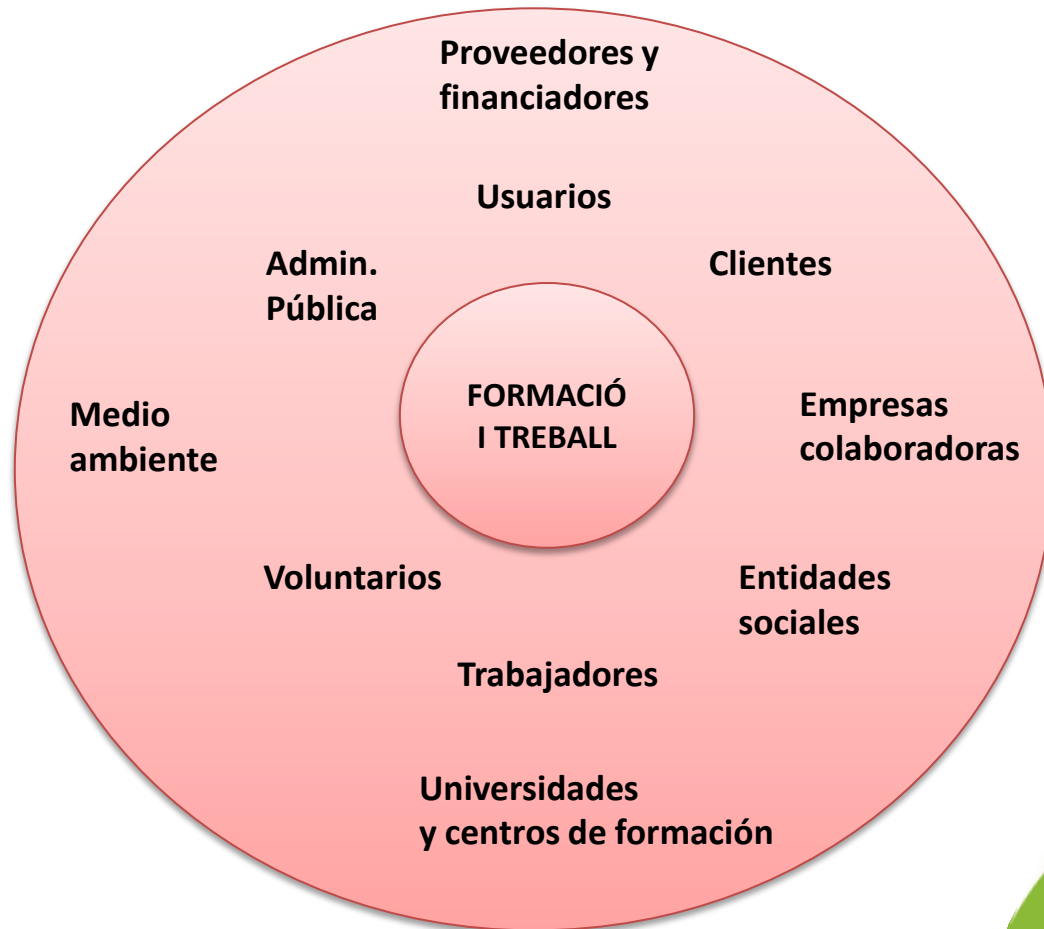 Proveedores y
financiadores
Usuarios
Admin.
Pública
Clientes
FORMACIÓ
I TREBALL
Medio
ambiente
Empresas
colaboradoras
Voluntarios
Entidades
sociales
Trabajadores
Universidades
y centros de formación